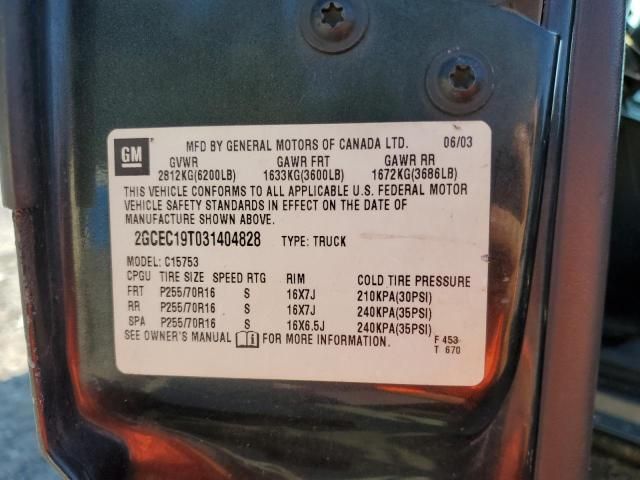 MFD BY GENERAL MOTORS OF CANADA LTD. 06/03
GM
GVWR GAWR FRT GAWR RR
2812KG(6200LB) 1633KG(3600LB) 1672KG(3686LB)
THIS VEHICLE CONFORMS TO ALL APPLICABLE U.S. FEDERAL MOTOR
VEHICLE SAFETY STANDARDS IN EFFECT ON THE DATE OF
MANUFACTURE SHOWN ABOVE.
2GCEC19T031404828 TYPE: TRUCK
MODEL: C15753
CPGU TIRE SIZE SPEED RTG RIM COLD TIRE PRESSURE
FRT P255/70R16 S 16X7J 210KPA(30PSI)
RR P255/70R16 S 16X7J 240KPA(35PSI)
SPA P255/70R16 S 16X6.5J 240KPA(35PSI)
SEE OWNER'S MANUAL FOR MORE INFORMATION.
F 453
T 670